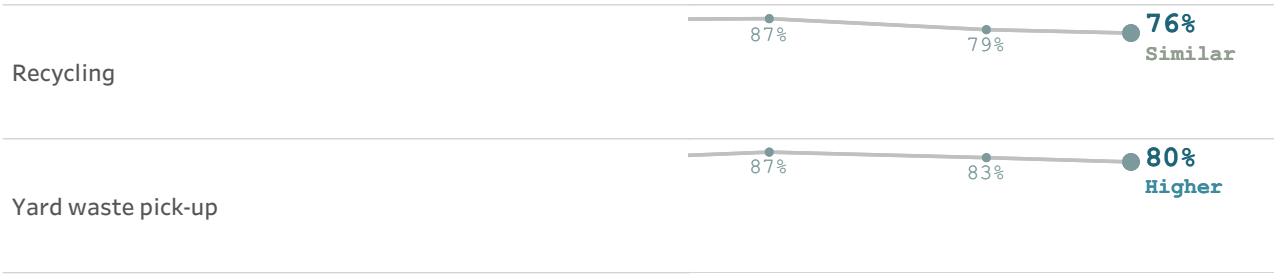 76%
87%
79%
Similar
Recycling
80%
87%
83%
Higher
Yard waste pick-up